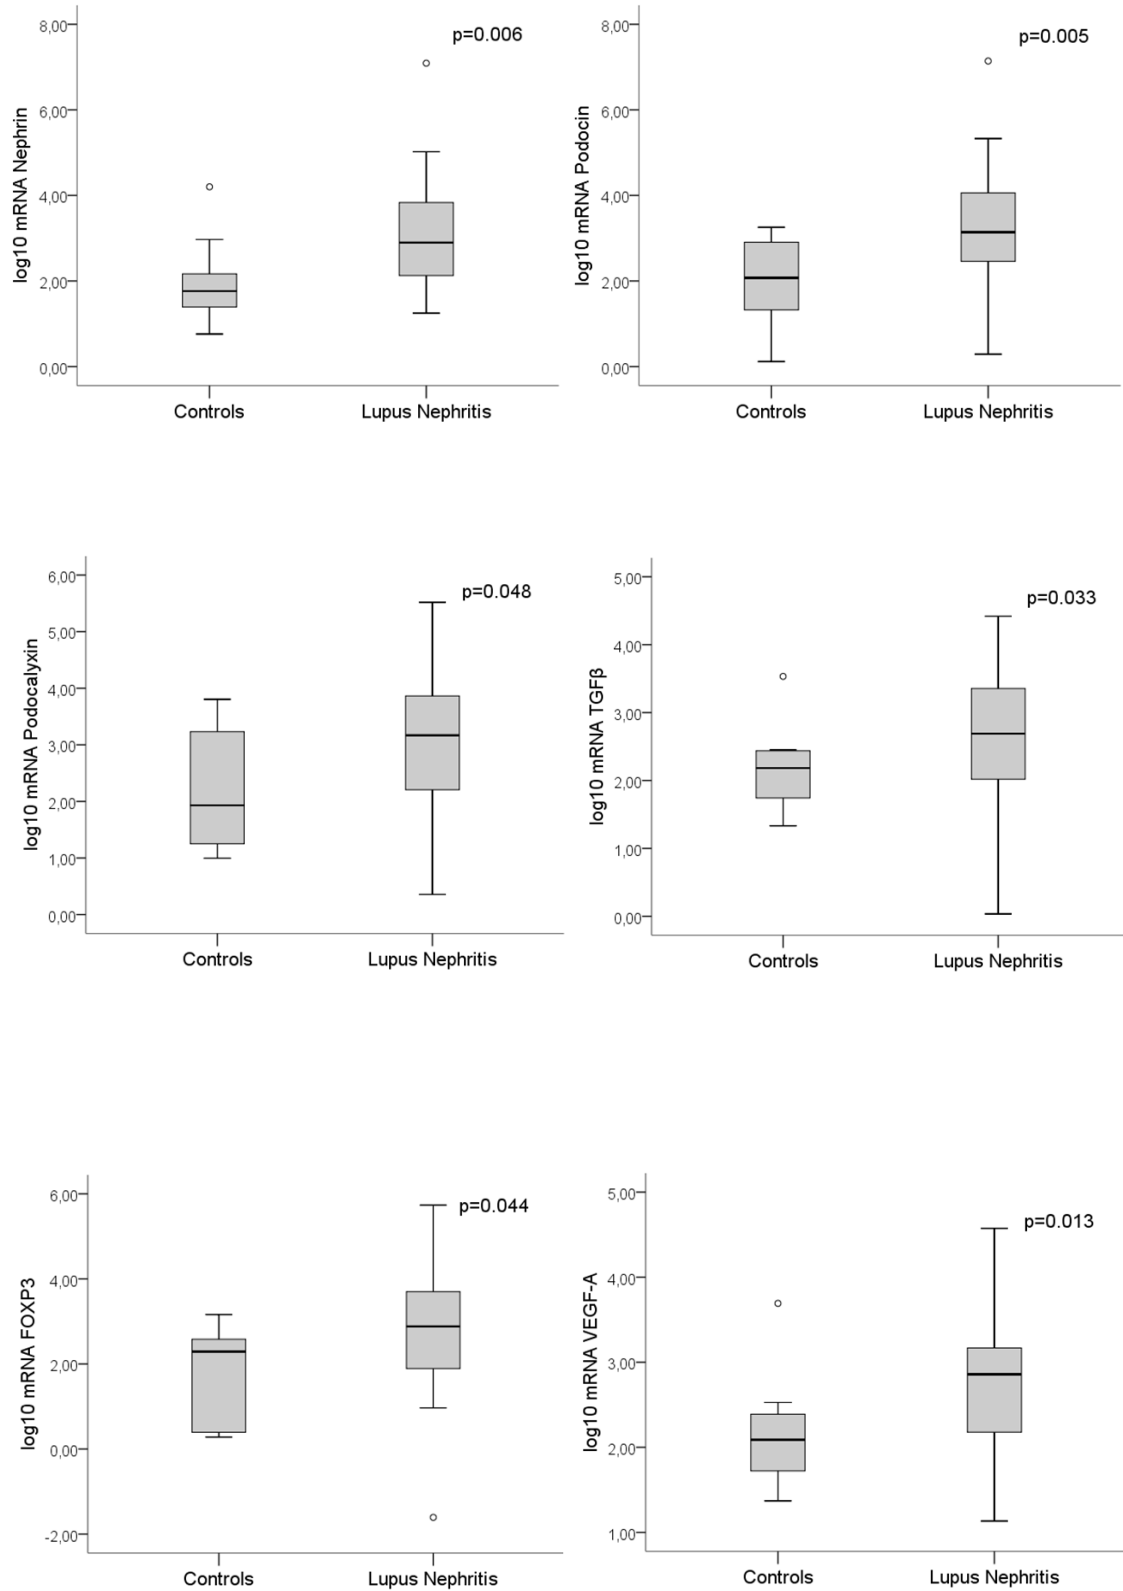 8,00
p=0.006
6,00
4,00
2,00
0,00
log10 mRNA Nephrin
Controls
Lupus Nephritis
8,00
p=0.005
6,00
4,00
2,00
0,00
log10 mRNA Podocin
Controls
Lupus Nephritis
6,00
p=0.048
5,00
4,00
3,00
2,00
1,00
0,00
log10 mRNA Podocalyxin
Controls
Lupus Nephritis
5,00
p=0.033
4,00
3,00
2,00
1,00
0,00
log10 mRNA TGFβ
Controls
Lupus Nephritis
6,00
p=0.044
4,00
2,00
0,00
-2,00
log10 mRNA FOXP3
Controls
Lupus Nephritis
5,00
p=0.013
4,00
3,00
2,00
1,00
log10 mRNA VEGF-A
Controls
Lupus Nephritis